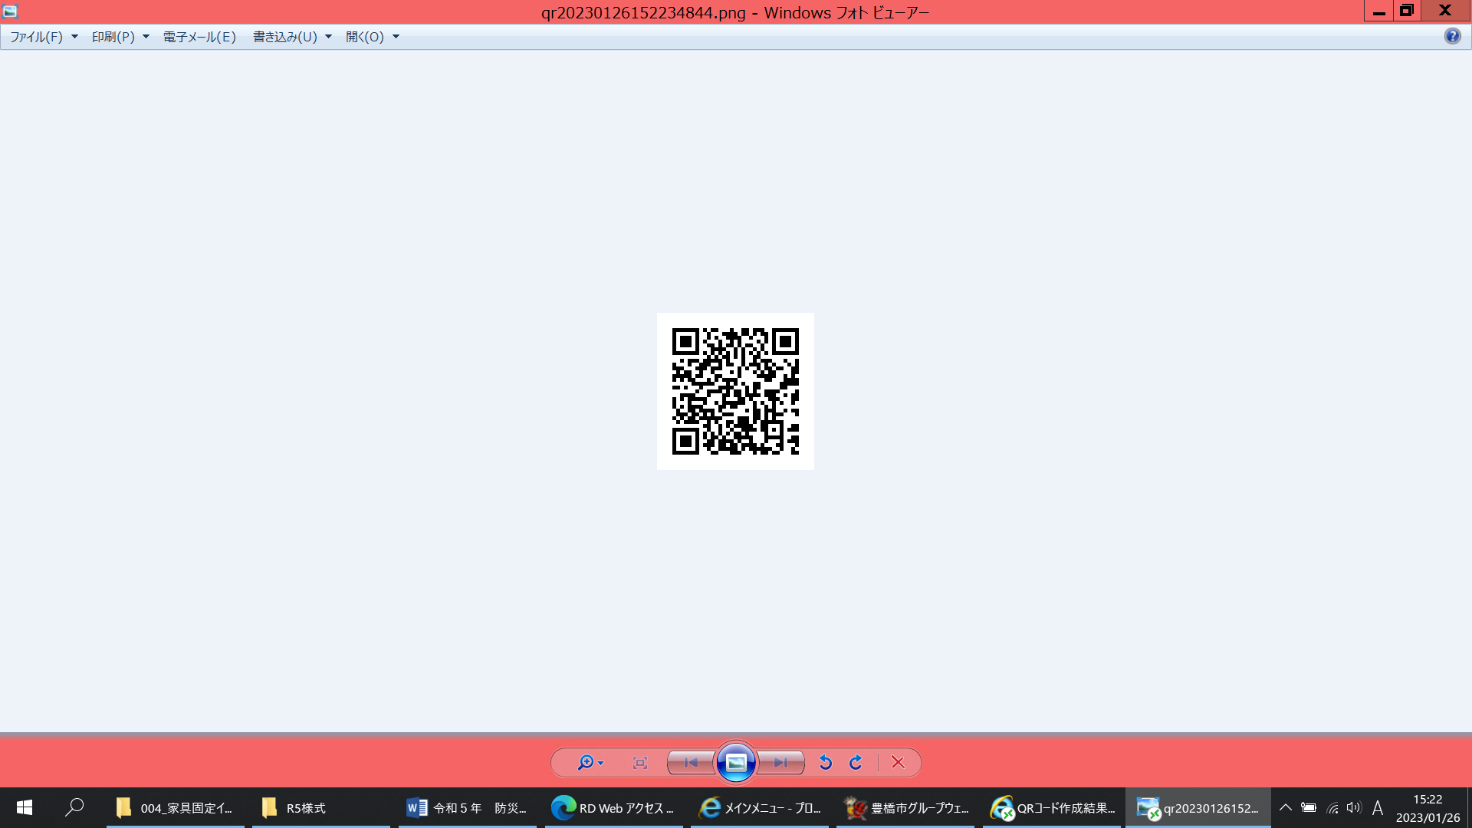 qr20230126152234844.png - Windows フォト ビューアー
ファイル(F) 印刷(P) 電子メール(E) 書き込み(U) 開く(O)
004_家具固定イ... R5様式 令和５年　防災... RD Web アクセス ... メインメニュー - プロ... 豊橋市グループウェ... QRコード作成結果... qr20230126152... A 15:22
2023/01/26